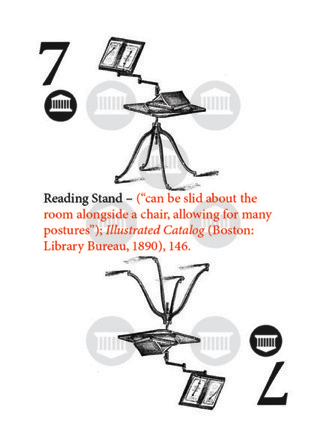 7
Reading Stand – (“can be slid about the
room alongside a chair, allowing for many
postures”); Illustrated Catalog (Boston:
Library Bureau, 1890), 146.
7